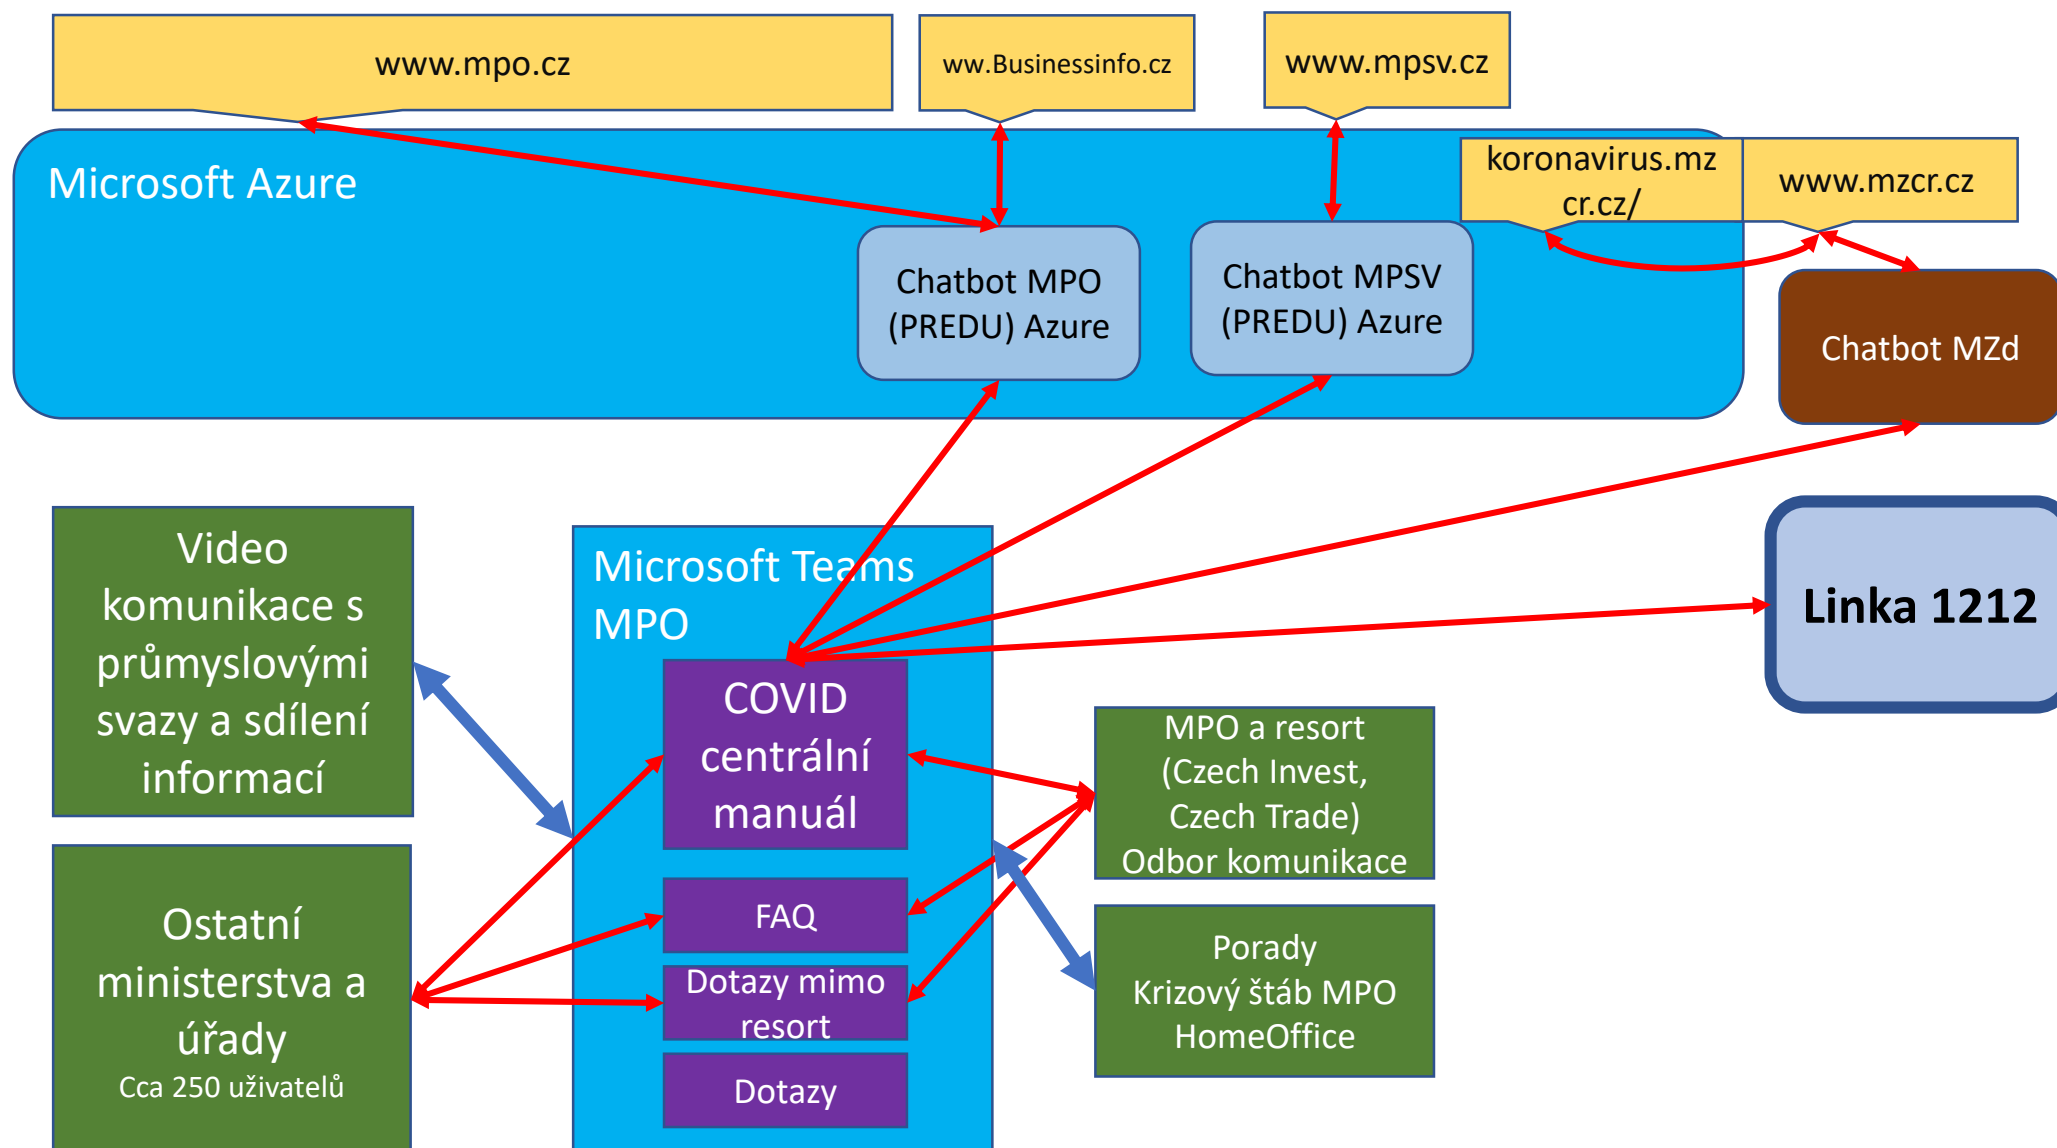 www.mpo.cz
ww.Businessinfo.cz
www.mpsv.cz
koronavirus.mz
cr.cz/
www.mzcr.cz
Microsoft Azure
Chatbot MPO
(PREDU) Azure
Chatbot MPSV
(PREDU) Azure
Chatbot MZd
Video
komunikace s
průmyslovými
svazy a sdílení
informací
Microsoft Teams
MPO
Linka 1212
COVID
centrální
manuál
MPO a resort
(Czech Invest,
Czech Trade)
Odbor komunikace
Ostatní
ministerstva a
úřady
Cca 250 uživatelů
FAQ
Dotazy mimo
resort
Dotazy
Porady
Krizový štáb MPO
HomeOffice